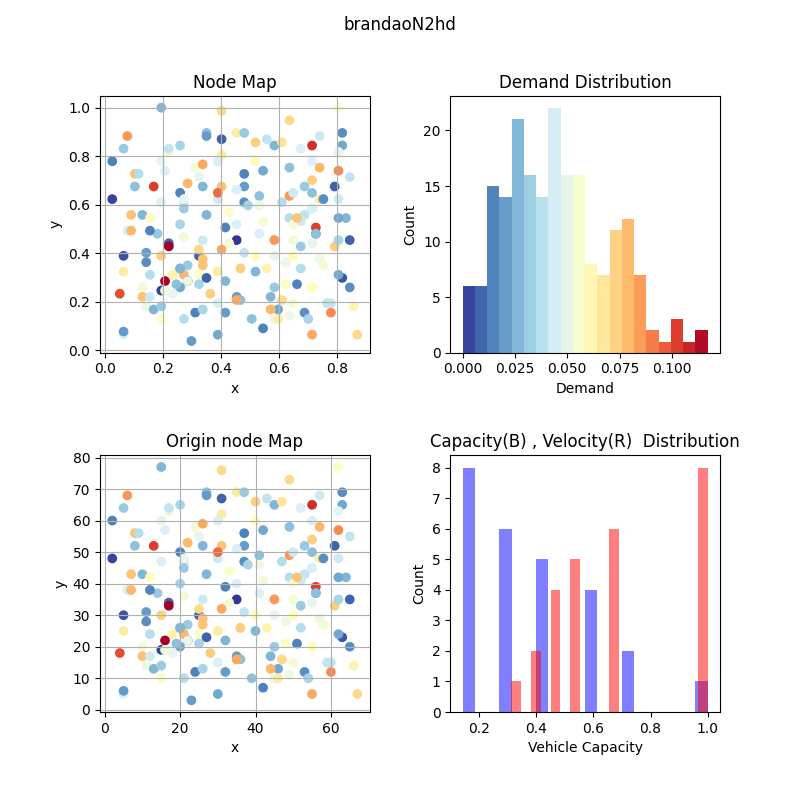 brandaoN2hd
Node Map
1.0
0.8
0.6
0.4
0.2
0.0
y
0.0 0.2 0.4 0.6 0.8
x
Demand Distribution
20
15
10
5
0
Count
0.000 0.025 0.050 0.075 0.100
Demand
Origin node Map
80
70
60
50
40
30
20
10
0
y
0 20 40 60
x
Capacity(B) , Velocity(R)  Distribution
8
7
6
5
4
3
2
1
0
Count
0.2 0.4 0.6 0.8 1.0
Vehicle Capacity